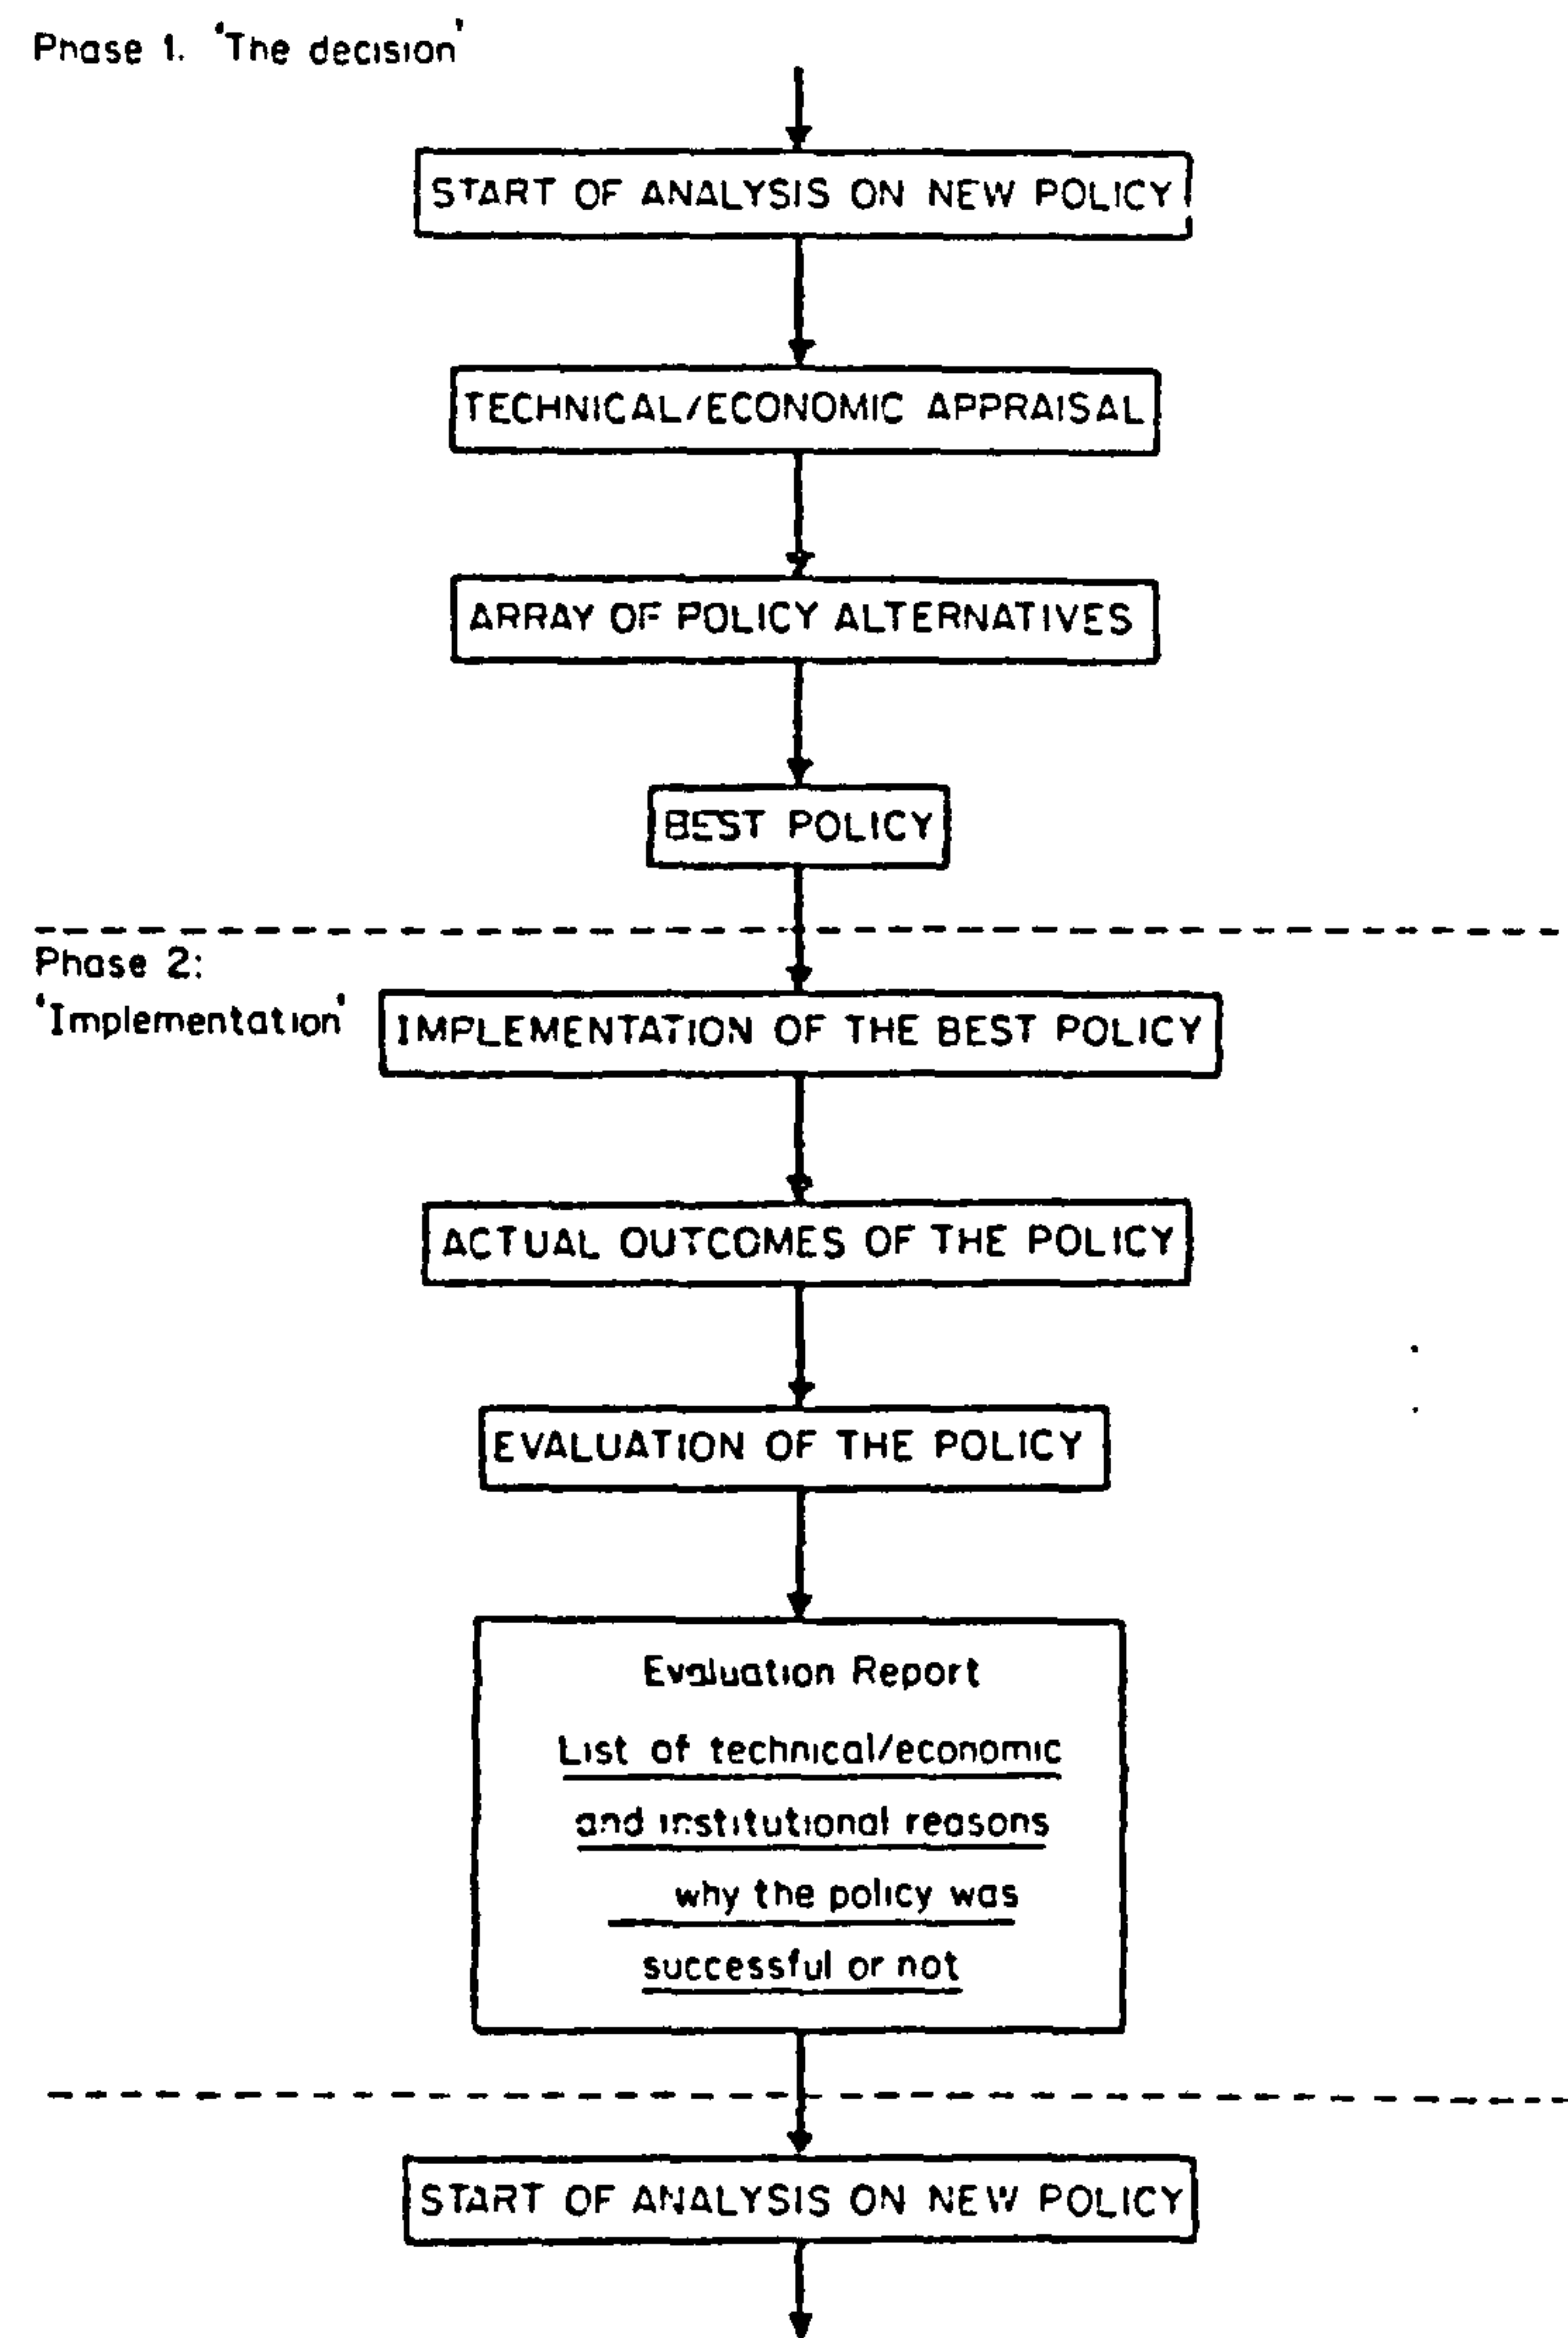 Phase 1. 'The decision'
START OF ANALYSIS ON NEW POLICY
TECHNICAL/ECONOMIC APPRAISAL
ARRAY OF POLICY ALTERNATIVES
BEST POLICY
Phase 2:
'Implementation'
IMPLEMENTATION OF THE BEST POLICY
ACTUAL OUTCOMES OF THE POLICY
EVALUATION OF THE POLICY
Evaluation Report
List of technical/economic
and institutional reasons
why the policy was
successful or not
START OF ANALYSIS ON NEW POLICY